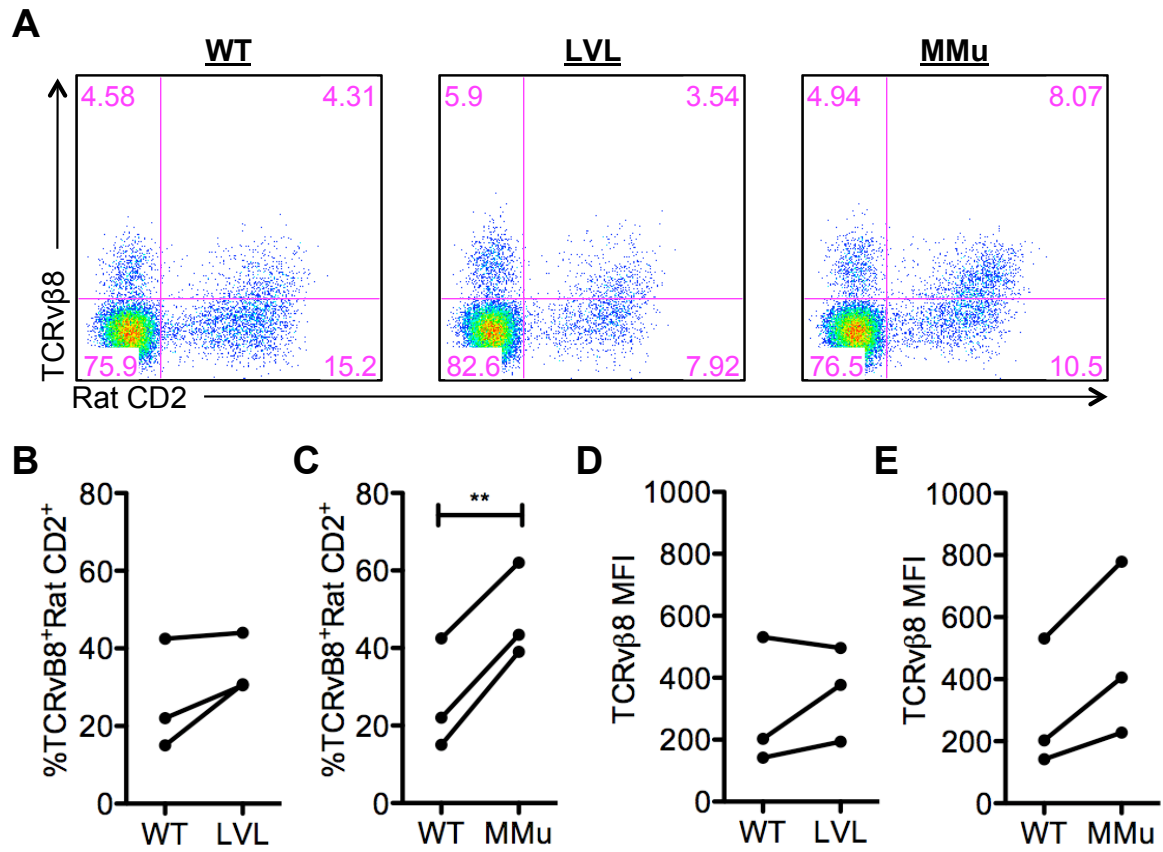 A
WT LVL MMu
4.58 4.31 5.9 3.54 4.94 8.07
TCRvβ8
75.9 15.2 82.6 7.92 76.5 10.5
Rat CD2
B C D E
%TCRvB8+Rat CD2+
80
60
40
20
0
WT LVL
%TCRvB8+Rat CD2+
80
60
40
20
0
**
WT MMu
TCRvβ8 MFI
1000
800
600
400
200
0
WT LVL
TCRvβ8 MFI
1000
800
600
400
200
0
WT MMu